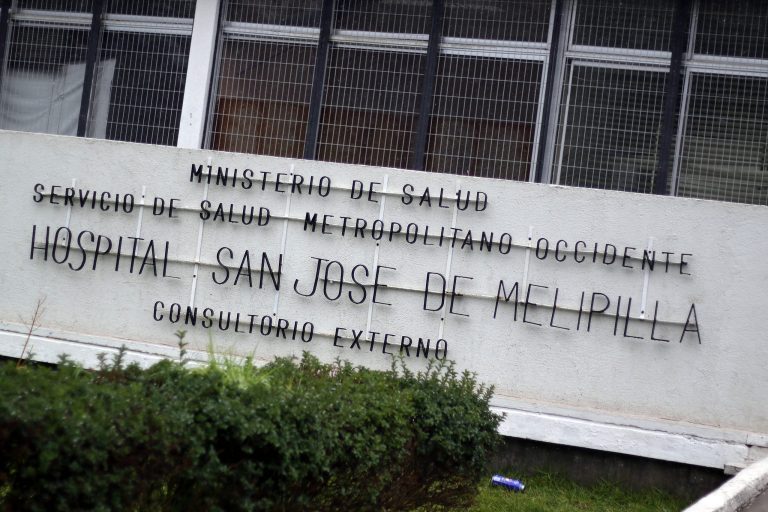 MINISTERIO DE SALUD
SERVICIO DE SALUD METROPOLITANO OCCIDENTE
HOSPITAL SAN JOSE DE MELIPILLA
CONSULTORIO EXTERNO